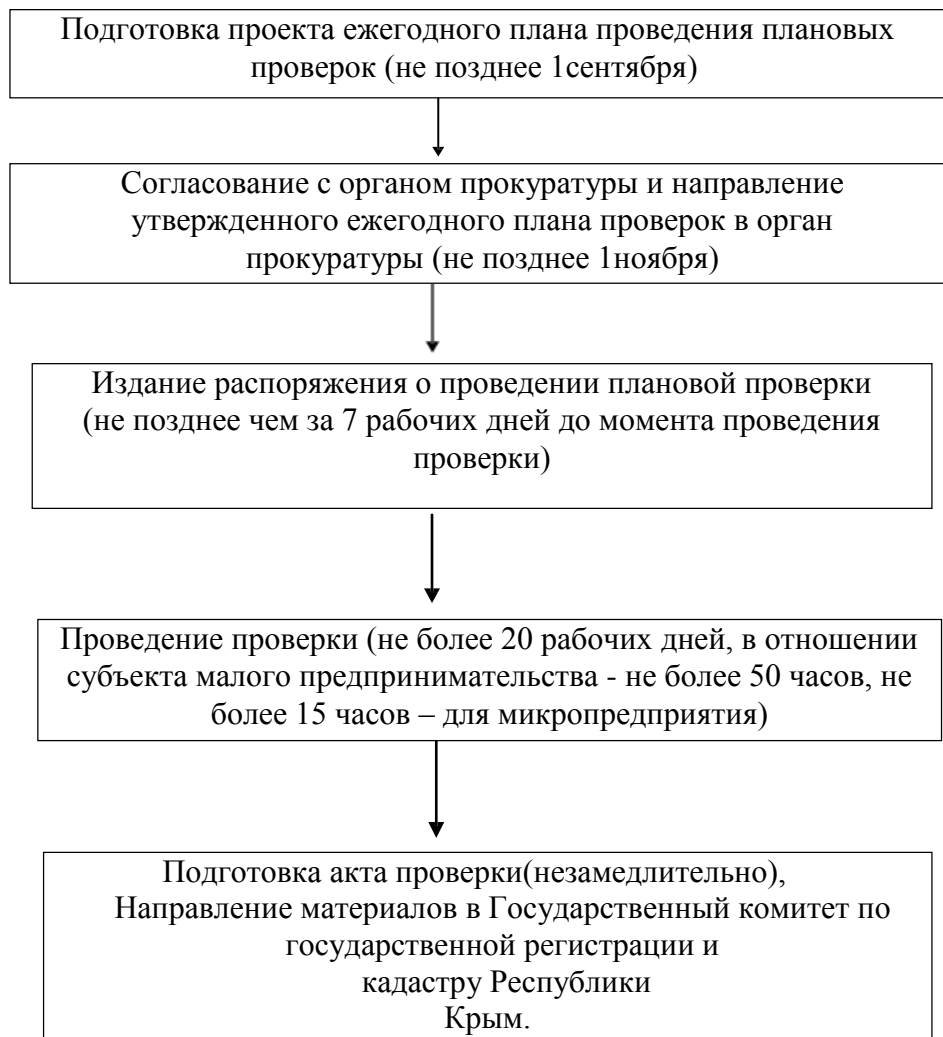 Подготовка проекта ежегодного плана проведения плановых
проверок (не позднее 1сентября)
Согласование с органом прокуратуры и направление
утвержденного ежегодного плана проверок в орган
прокуратуры (не позднее 1ноября)
Издание распоряжения о проведении плановой проверки
(не позднее чем за 7 рабочих дней до момента проведения
проверки)
Проведение проверки (не более 20 рабочих дней, в отношении
субъекта малого предпринимательства - не более 50 часов, не
более 15 часов – для микропредприятия)
Подготовка акта проверки(незамедлительно),
Направление материалов в Государственный комитет по
государственной регистрации и
кадастру Республики
Крым.